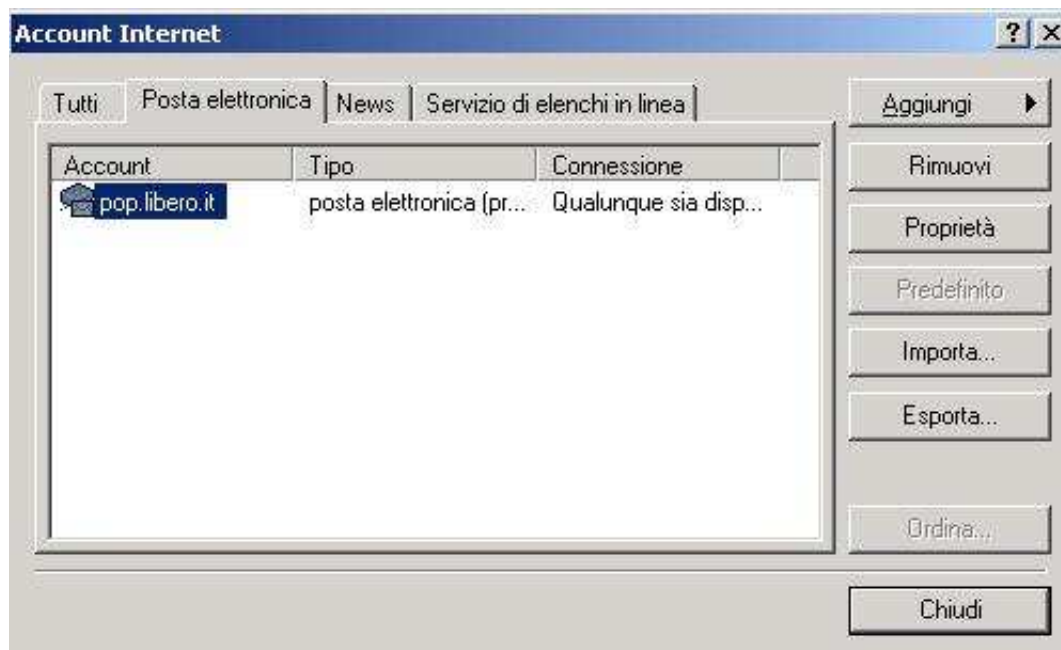 Account Internet
Tutti
Posta elettronica
News
Servizio di elenchi in linea
Account Tipo Connessione
pop.libero.it posta elettronica (pr... Qualunque sia disp...
Aggiungi
Rimuovi
Proprietà
Predefinito
Importa...
Esporta...
Ordina...
Chiudi